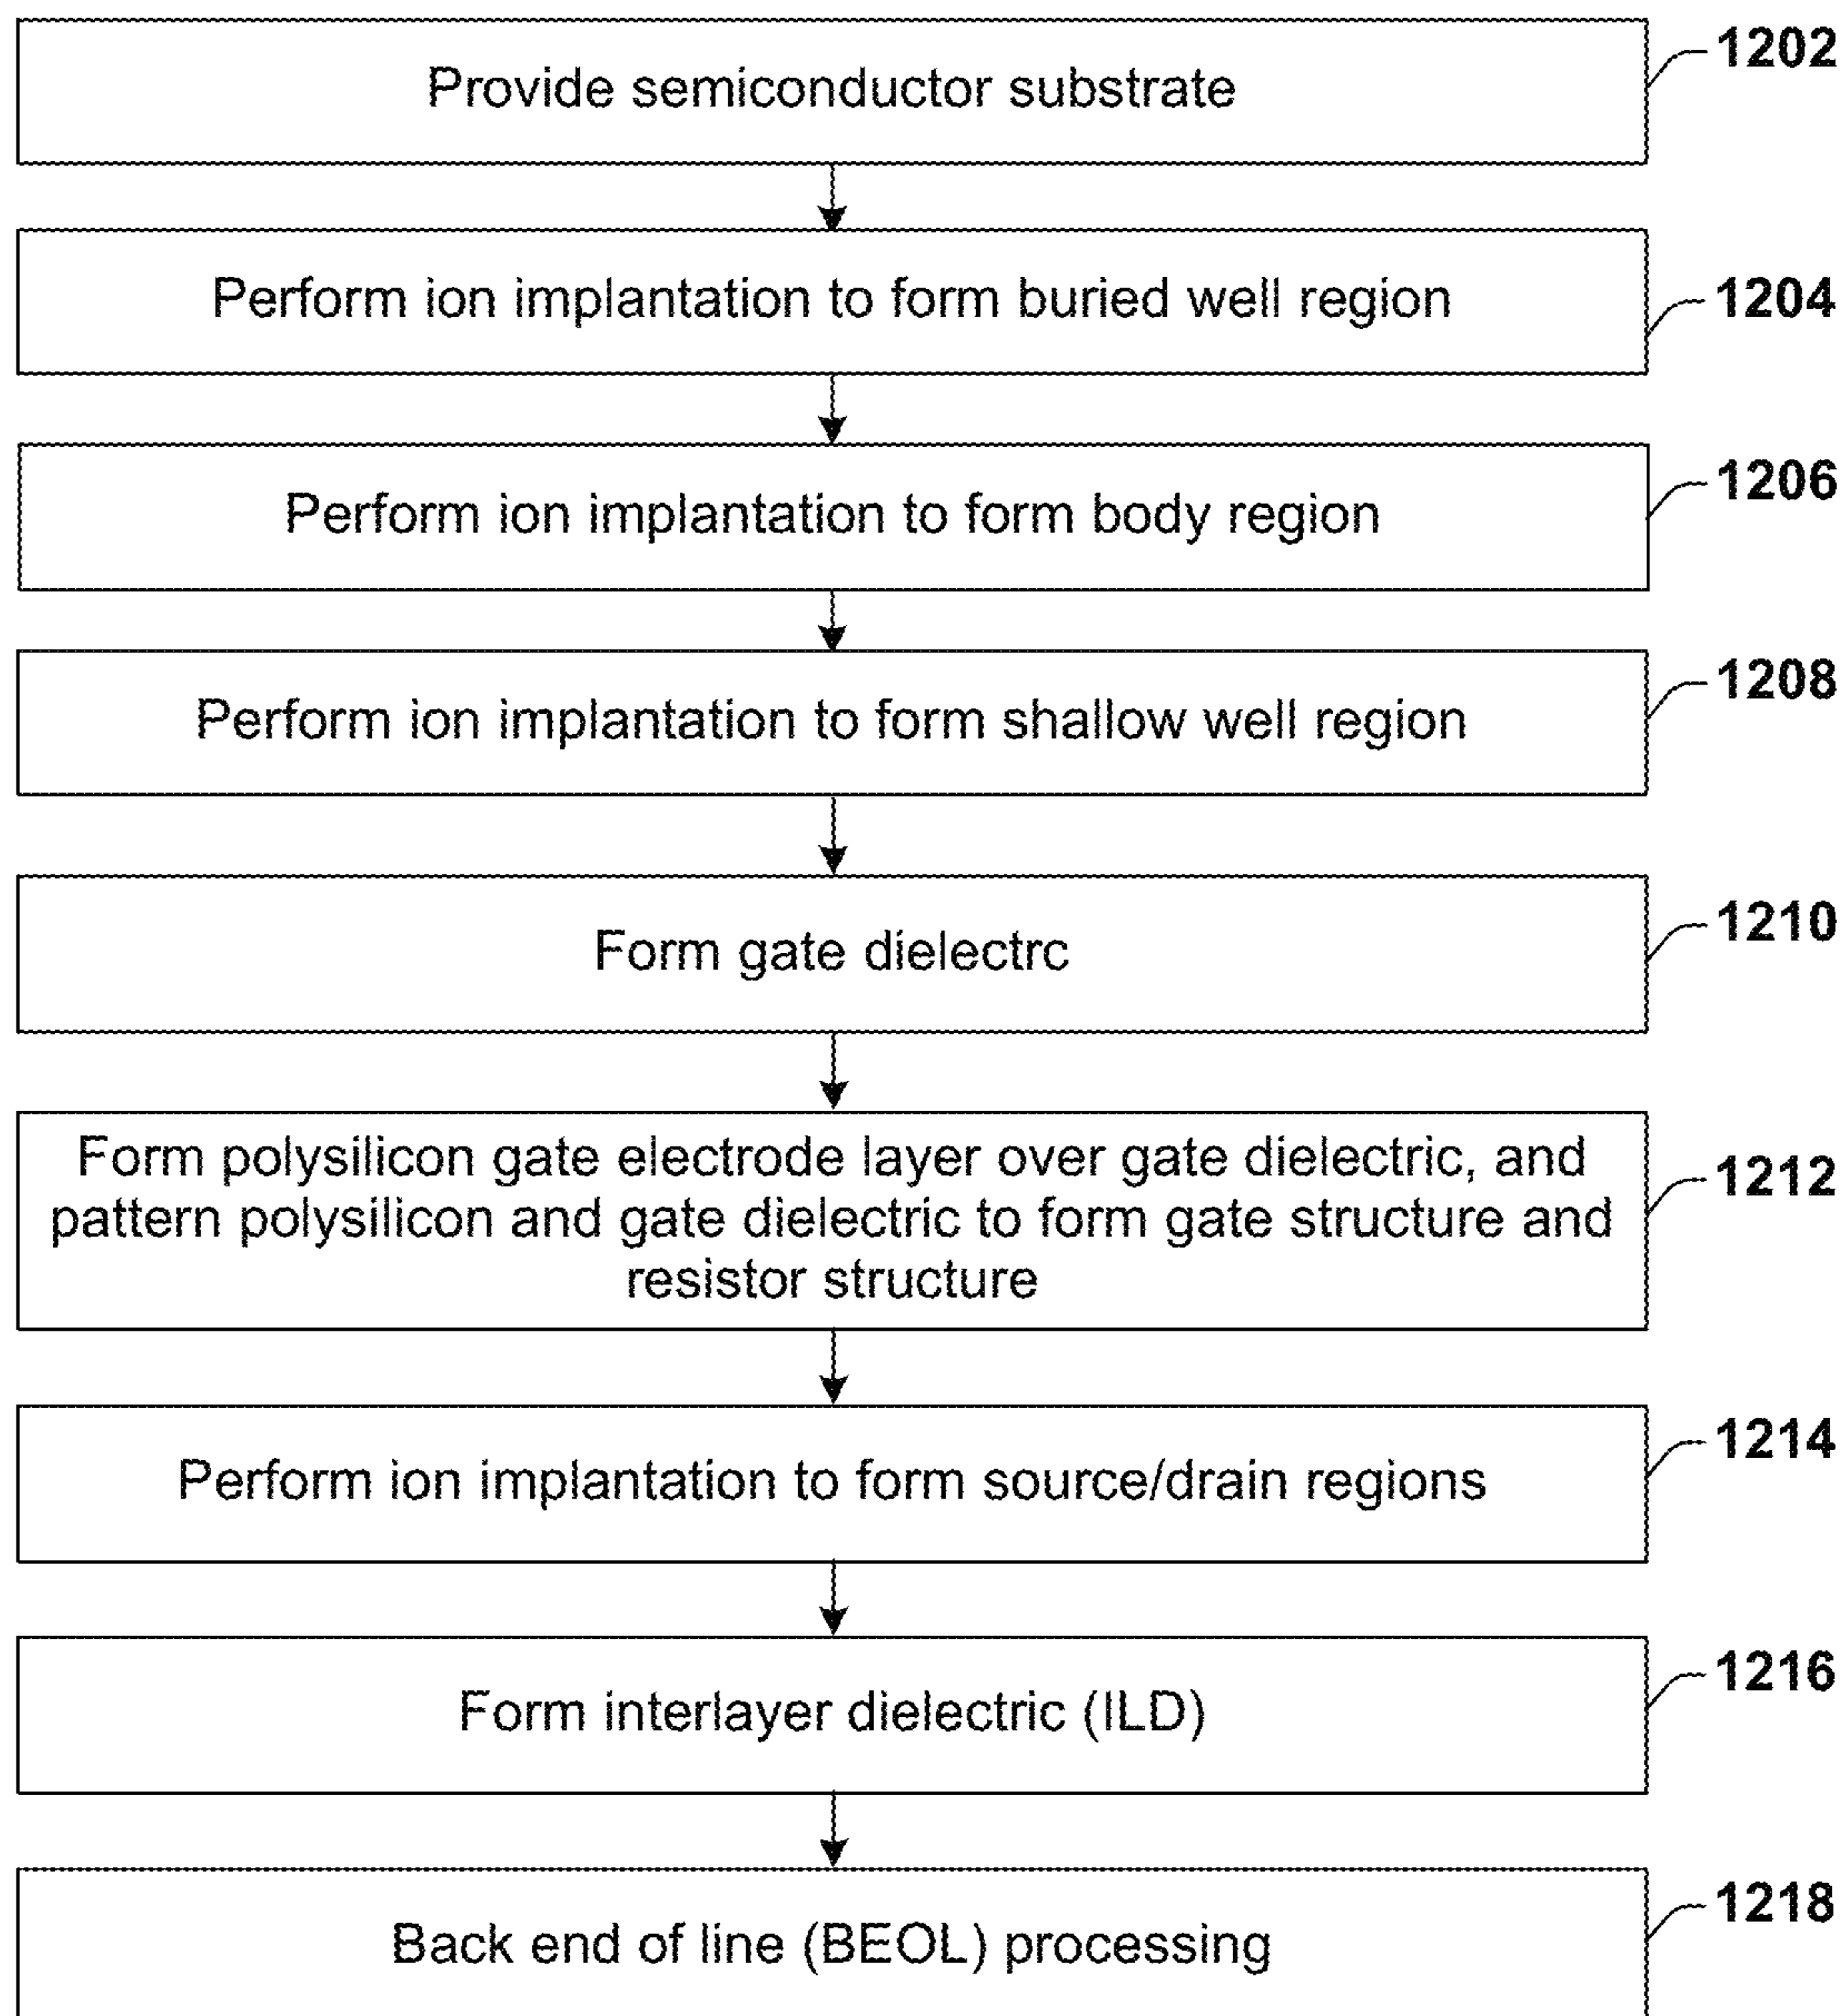 Provide semiconductor substrate
1202
Perform ion implantation to form buried well region
1204
Perform ion implantation to form body region
1206
Perform ion implantation to form shallow well region
1208
Form gate dielectrc
1210
Form polysilicon gate electrode layer over gate dielectric, and
pattern polysilicon and gate dielectric to form gate structure and
resistor structure
1212
Perform ion implantation to form source/drain regions
1214
Form interlayer dielectric (ILD)
1216
Back end of line (BEOL) processing
1218